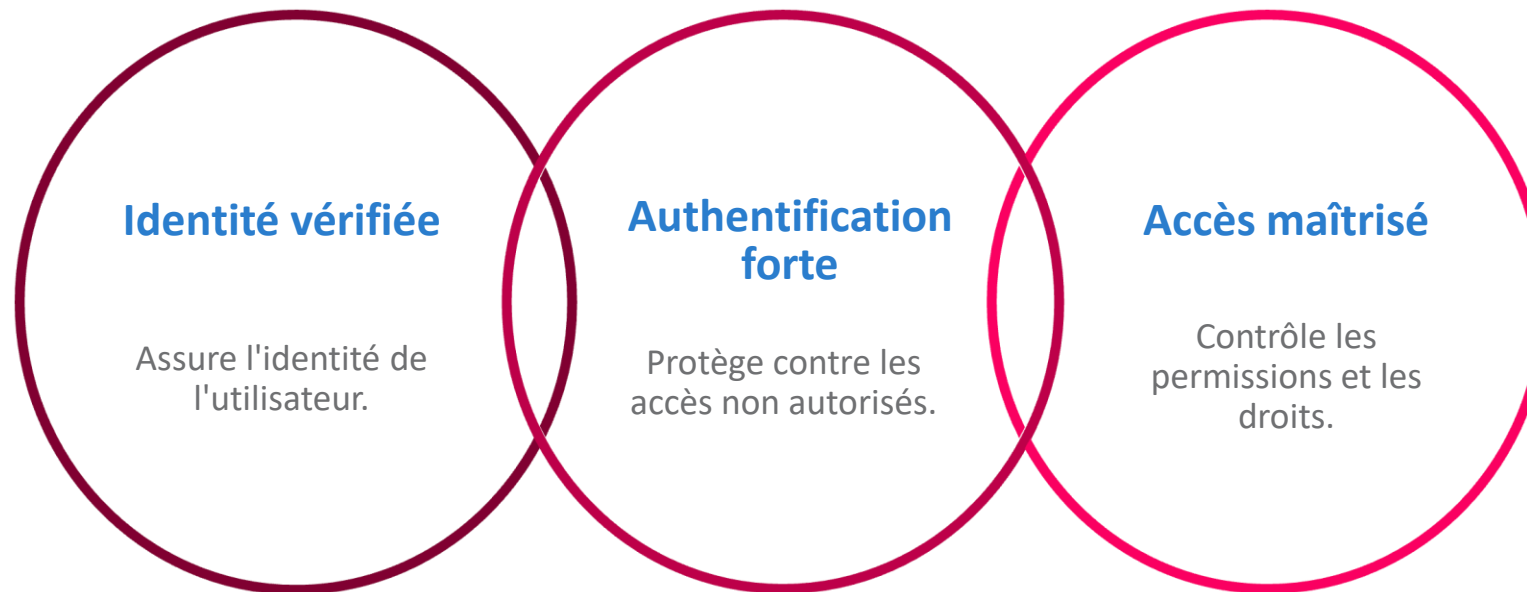 Identité vérifiée
Assure l'identité de
l'utilisateur.
Authentification
forte
Protège contre les
accès non autorisés.
Accès maîtrisé
Contrôle les
permissions et les
droits.